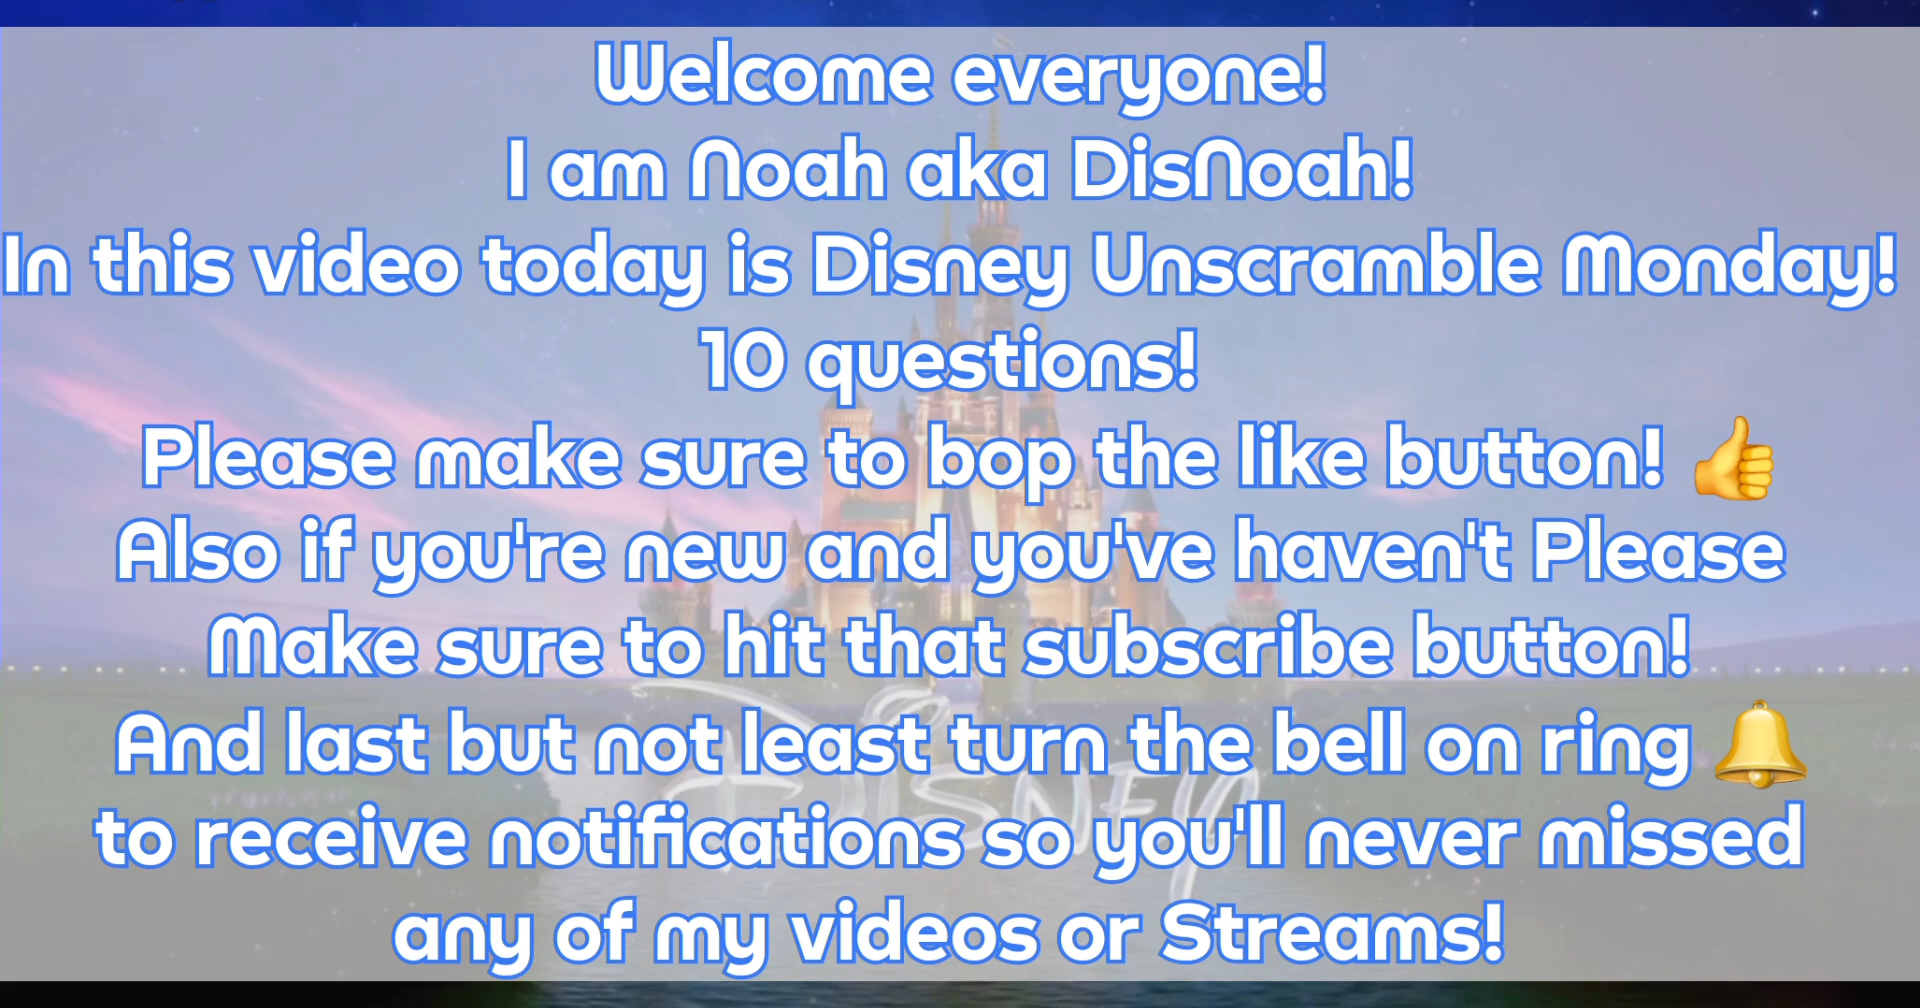 Welcome everyone!
I am Noah aka DisNoah!
In this video today is Disney Unscramble Monday!
10 questions!
Please make sure to bop the like button! 👍
Also if you're new and you've haven't Please
Make sure to hit that subscribe button!
And last but not least turn the bell on ring 🔔
to receive notifications so you'll never missed
any of my videos or Streams!
Disney